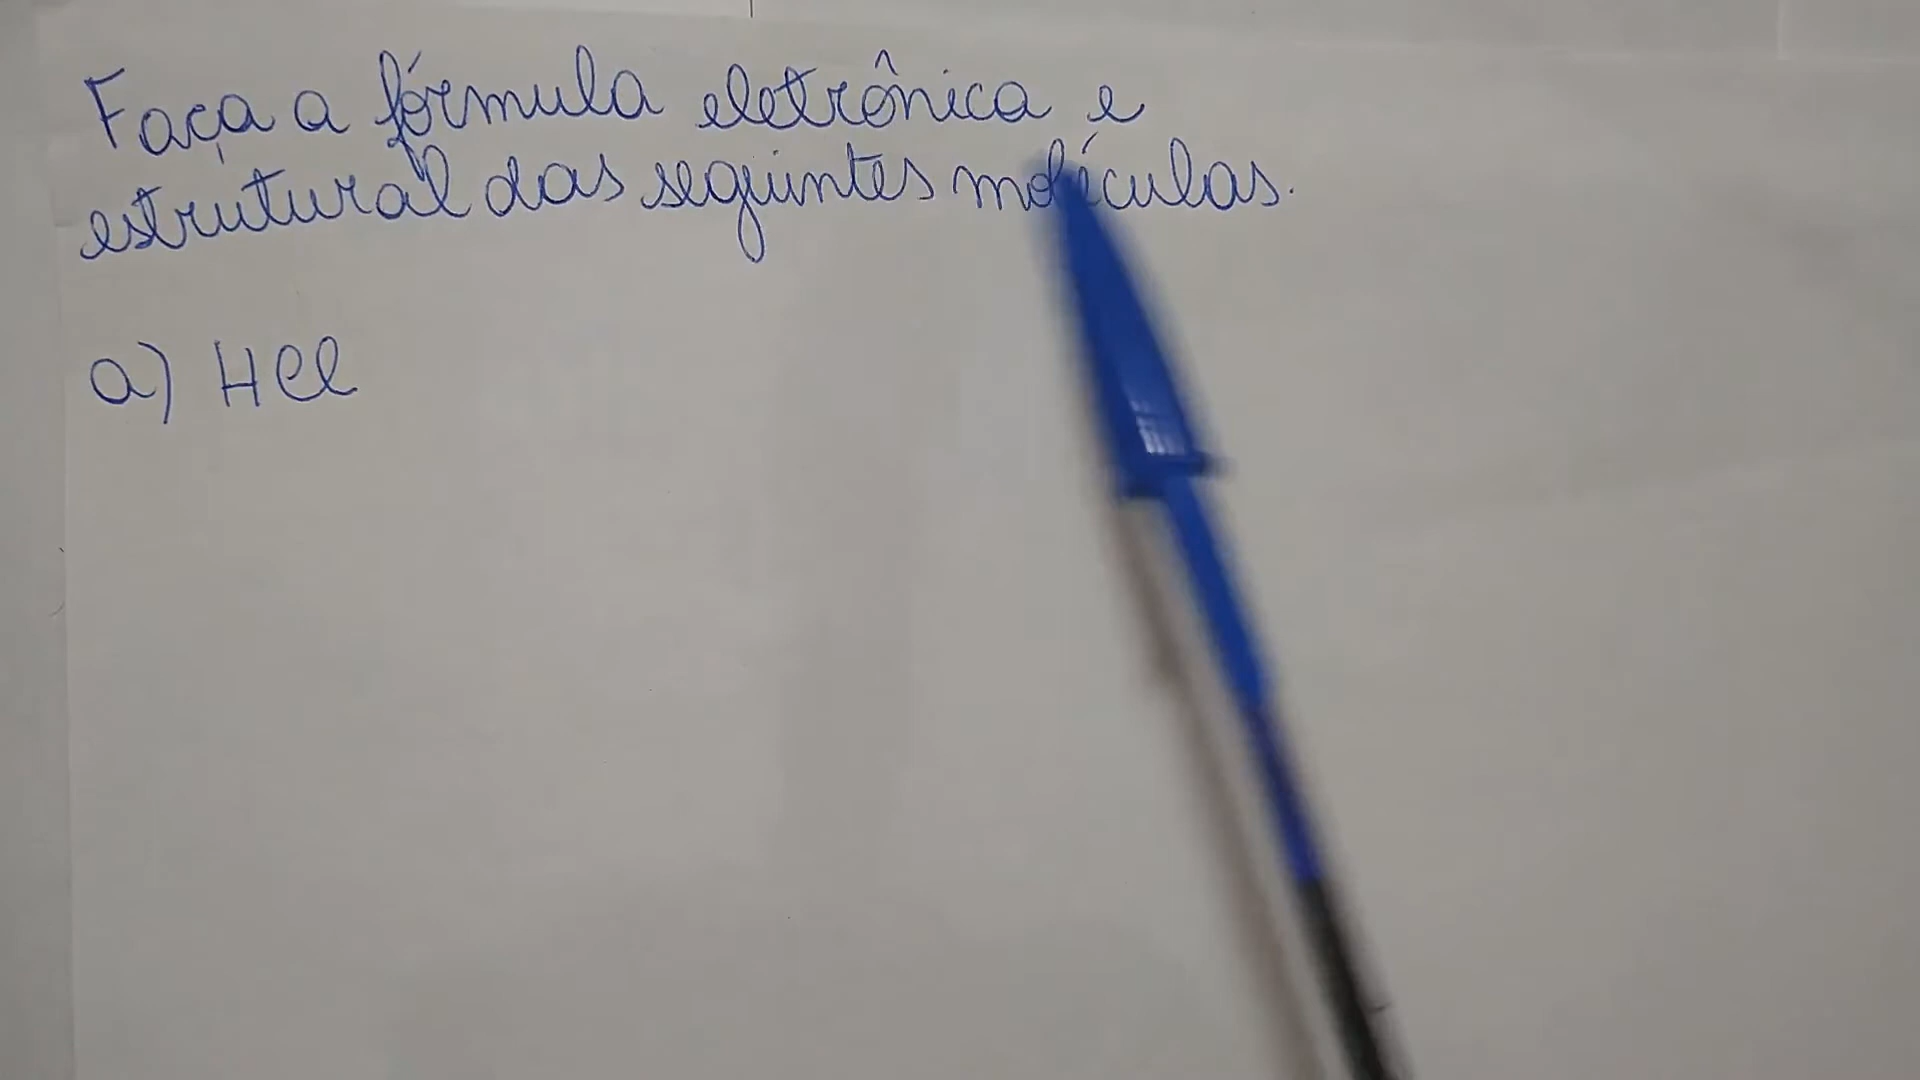 Faça a fórmula eletrônica e
estrutural das seguintes moléculas.
a) HCl